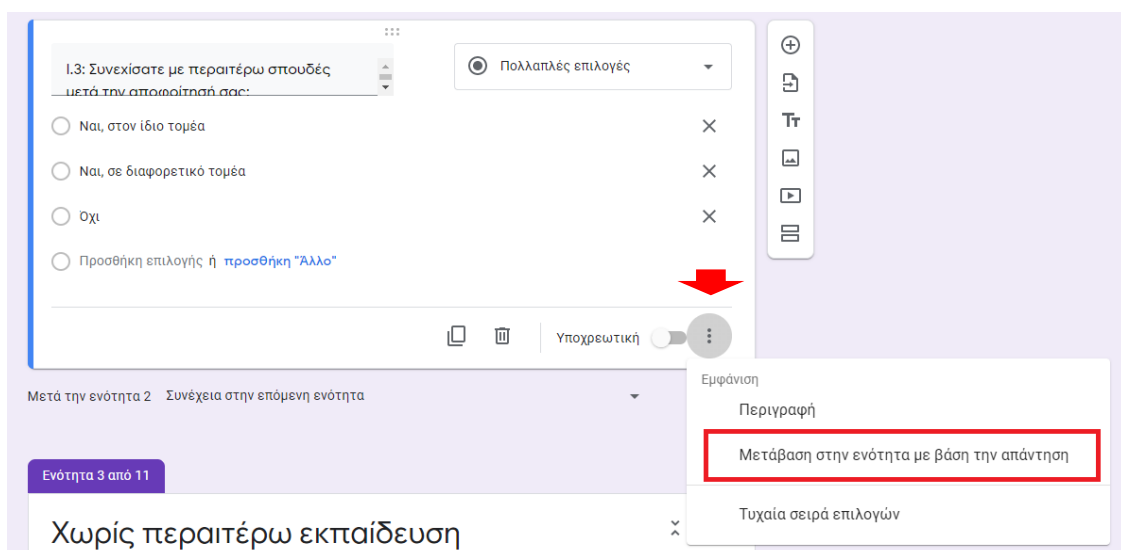 I.3: Συνεχίσατε με περαιτέρω σπουδές
μετά την αποφοίτησή σας:
Πολλαπλές επιλογές
Ναι, στον ίδιο τομέα
Ναι, σε διαφορετικό τομέα
Όχι
Προσθήκη επιλογής ή προσθήκη "Άλλο"
Υποχρεωτική
Μετά την ενότητα 2 Συνέχεια στην επόμενη ενότητα
Εμφάνιση
Περιγραφή
Μετάβαση στην ενότητα με βάση την απάντηση
Τυχαία σειρά επιλογών
Ενότητα 3 από 11
Χωρίς περαιτέρω εκπαίδευση